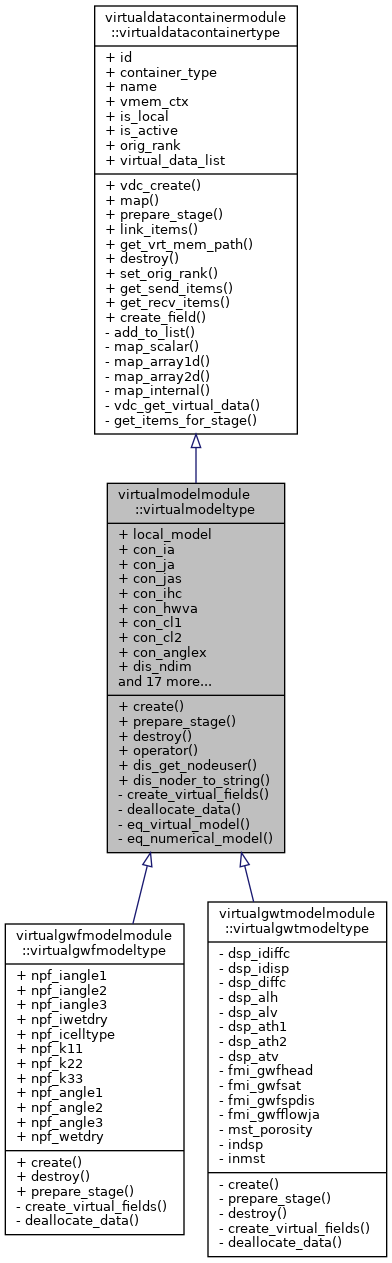 virtualdatacontainermodule
::virtualdatacontainertype
+ id
+ container_type
+ name
+ vmem_ctx
+ is_local
+ is_active
+ orig_rank
+ virtual_data_list
+ vdc_create()
+ map()
+ prepare_stage()
+ link_items()
+ get_vrt_mem_path()
+ destroy()
+ set_orig_rank()
+ get_send_items()
+ get_recv_items()
+ create_field()
- add_to_list()
- map_scalar()
- map_array1d()
- map_array2d()
- map_internal()
- vdc_get_virtual_data()
- get_items_for_stage()
virtualmodelmodule
::virtualmodeltype
+ local_model
+ con_ia
+ con_ja
+ con_jas
+ con_ihc
+ con_hwva
+ con_cl1
+ con_cl2
+ con_anglex
+ dis_ndim
and 17 more...
+ create()
+ prepare_stage()
+ destroy()
+ operator()
+ dis_get_nodeuser()
+ dis_noder_to_string()
- create_virtual_fields()
- deallocate_data()
- eq_virtual_model()
- eq_numerical_model()
virtualgwfmodelmodule
::virtualgwfmodeltype
+ npf_iangle1
+ npf_iangle2
+ npf_iangle3
+ npf_iwetdry
+ npf_icelltype
+ npf_k11
+ npf_k22
+ npf_k33
+ npf_angle1
+ npf_angle2
+ npf_angle3
+ npf_wetdry
+ create()
+ destroy()
+ prepare_stage()
- create_virtual_fields()
- deallocate_data()
virtualgwtmodelmodule
::virtualgwtmodeltype
- dsp_idiffc
- dsp_idisp
- dsp_diffc
- dsp_alh
- dsp_alv
- dsp_ath1
- dsp_ath2
- dsp_atv
- fmi_gwfhead
- fmi_gwfsat
- fmi_gwfspdis
- fmi_gwfflowja
- mst_porosity
- indsp
- inmst
- create()
- prepare_stage()
- destroy()
- create_virtual_fields()
- deallocate_data()